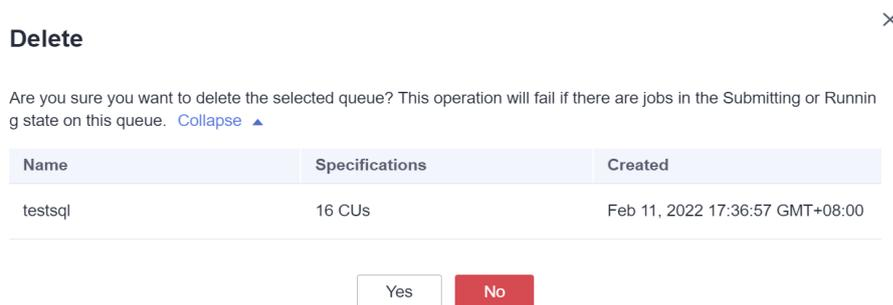 Delete
Are you sure you want to delete the selected queue? This operation will fail if there are jobs in the Submitting or Runnin
g state on this queue. Collapse
Name Specifications Created
testsql 16 CUs Feb 11, 2022 17:36:57 GMT+08:00
Yes No